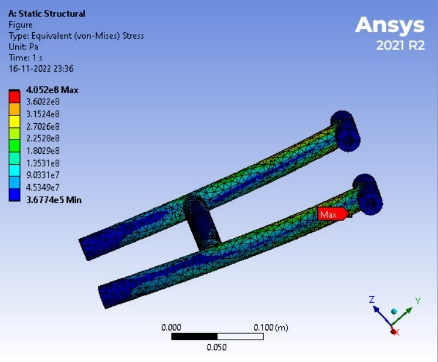 A: Static Structural
Figure
Type: Equivalent (von-Mises) Stress
Unit: Pa
Time: 1 s
16-11-2022 23:36
4.052e8 Max
3.6022e8
3.1524e8
2.7026e8
2.2528e8
1.8029e8
1.3531e8
9.0331e7
4.5349e7
3.6774e5 Min
Ansys
2021 R2
Max
0.000
0.100 (m)
0.050
Z
Y
X